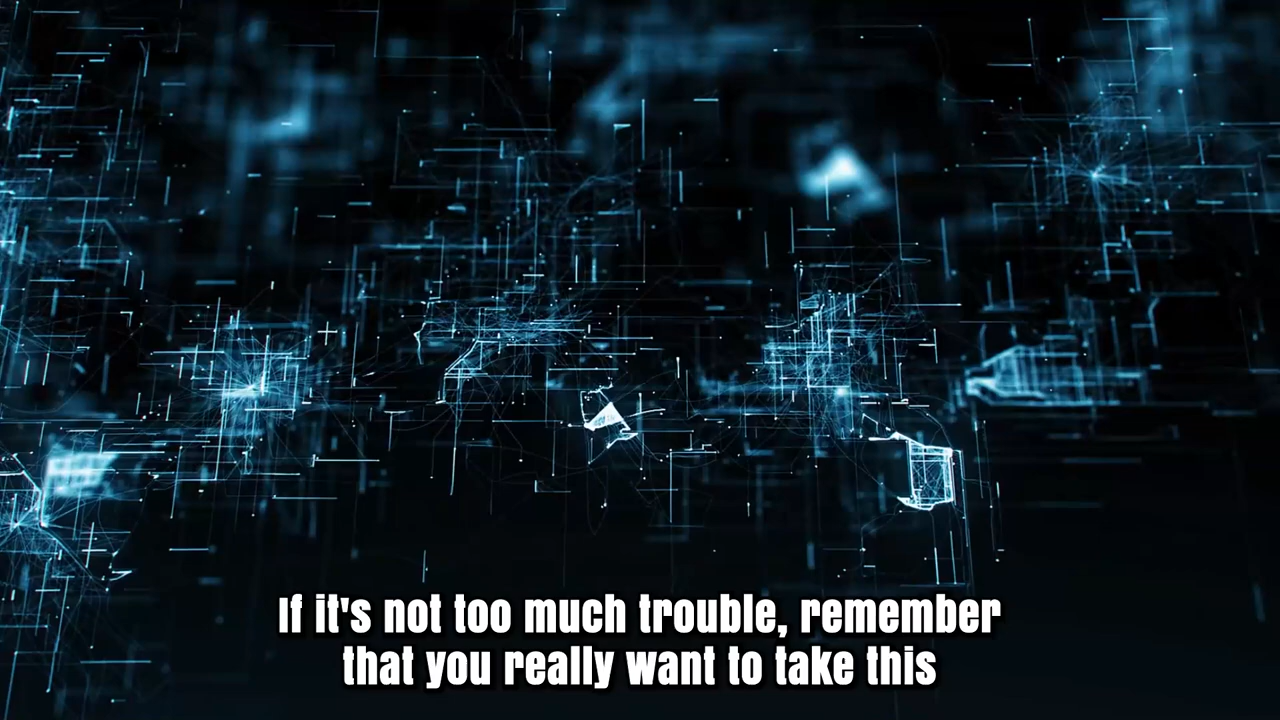 If it's not too much trouble, remember
that you really want to take this